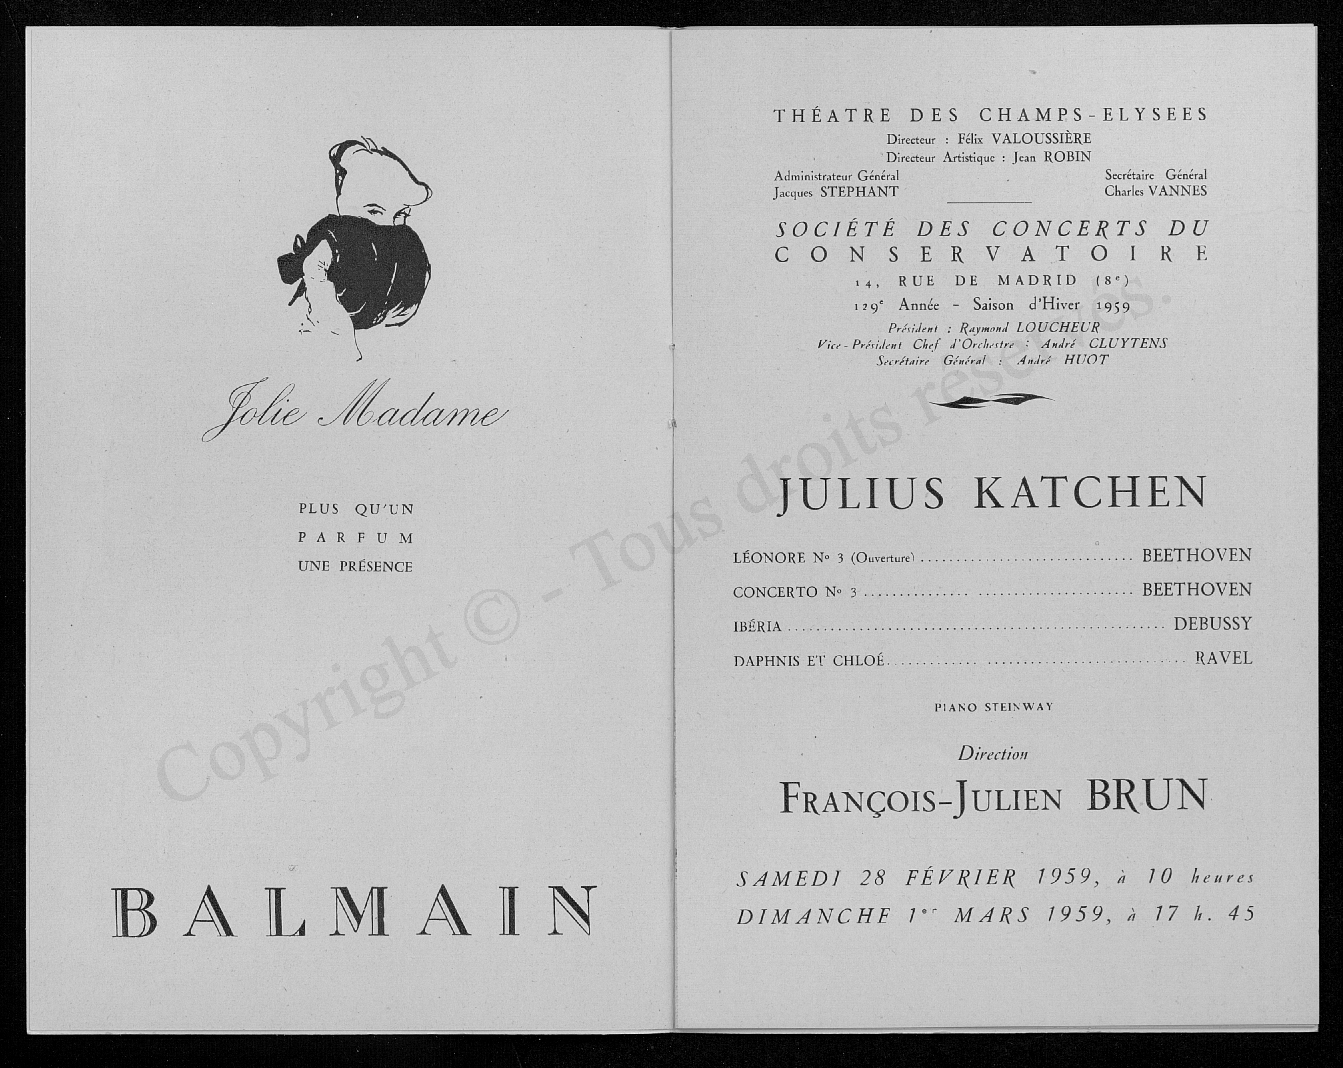 Jolie Madame
PLUS QU'UN
PARFUM
UNE PRÉSENCE
BALMAIN
THÉATRE DES CHAMPS-ELYSEES
Directeur : Félix VALOUSSIÈRE
Directeur Artistique : Jean ROBIN
Administrateur Général
Jacques STEPHANT
Secrétaire Général
Charles VANNES
SOCIÉTÉ DES CONCERTS DU
CONSERVATOIRE
14, RUE DE MADRID (8e)
129e Année - Saison d'Hiver 1959
Président : Raymond LOUCHEUR
Vice-Président Chef d'Orchestre : André CLUYTENS
Secrétaire Général : André HUOT
JULIUS KATCHEN
LÉONORE No 3 (Ouverture) ............................ BEETHOVEN
CONCERTO No 3 .................................... BEETHOVEN
IBÉRIA .................................................... DEBUSSY
DAPHNIS ET CHLOÉ......................................... RAVEL
PIANO STEINWAY
Direction
FRANÇOIS-JULIEN BRUN
SAMEDI 28 FÉVRIER 1959, à 10 heures
DIMANCHE 1er MARS 1959, à 17 h. 45
Copyright © - Tous droits réservés.